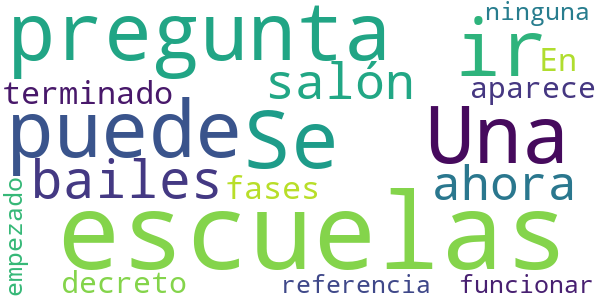 pregunta ir ninguna
salón En
terminado aparece
puede Se Una
bailes fases ahora
empezado escuelas
decreto referencia funcionar